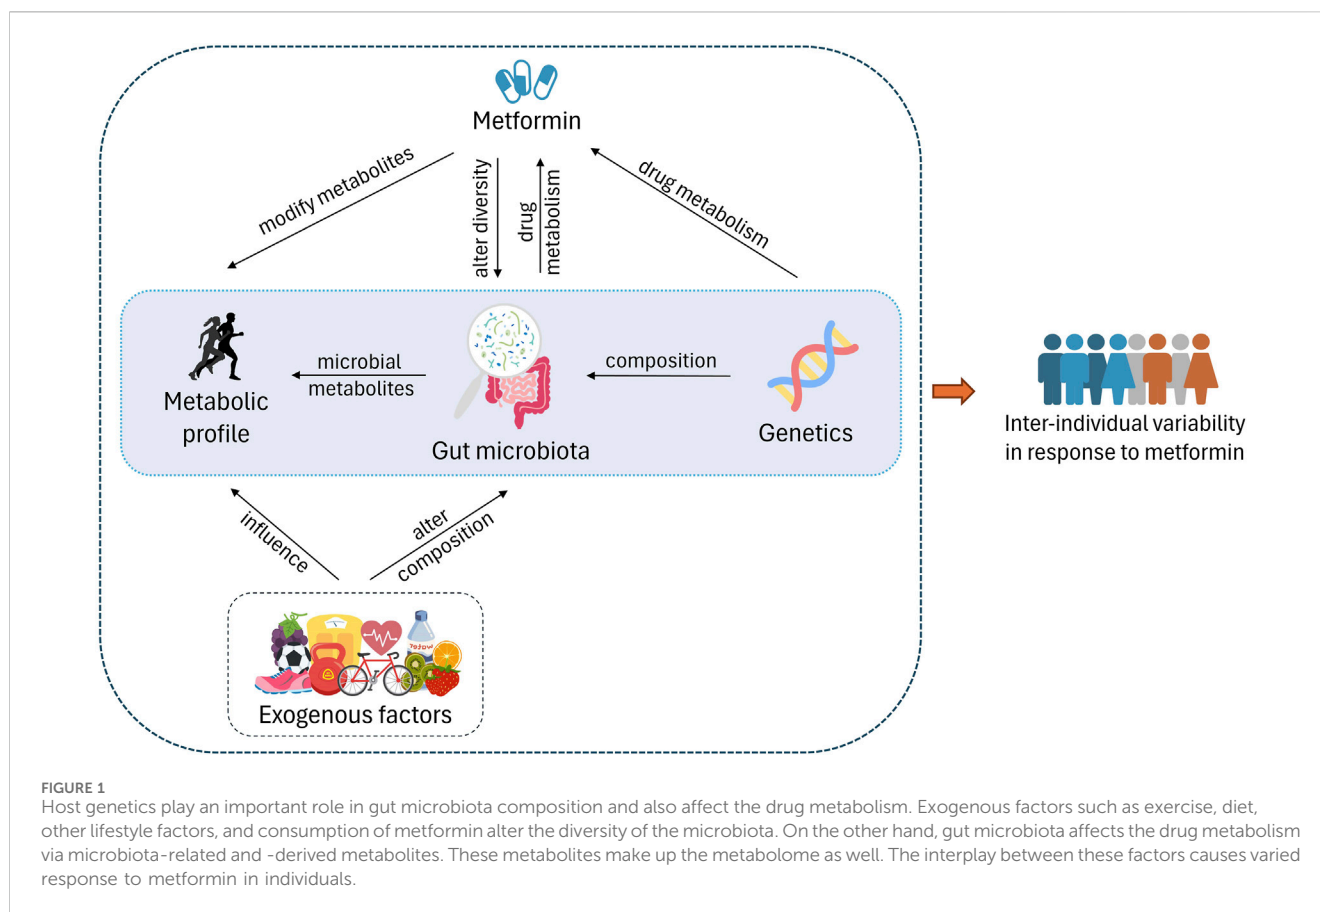 Metformin
modify metabolites
alter diversity
drug
metabolism
drug metabolism
Metabolic
profile
microbial
metabolites
Gut microbiota
composition
Genetics
Inter-individual variability
in response to metformin
influence
alter
composition
Exogenous factors
FIGURE 1
Host genetics play an important role in gut microbiota composition and also affect the drug metabolism. Exogenous factors such as exercise, diet,
other lifestyle factors, and consumption of metformin alter the diversity of the microbiota. On the other hand, gut microbiota affects the drug metabolism
via microbiota-related and -derived metabolites. These metabolites make up the metabolome as well. The interplay between these factors causes varied
response to metformin in individuals.